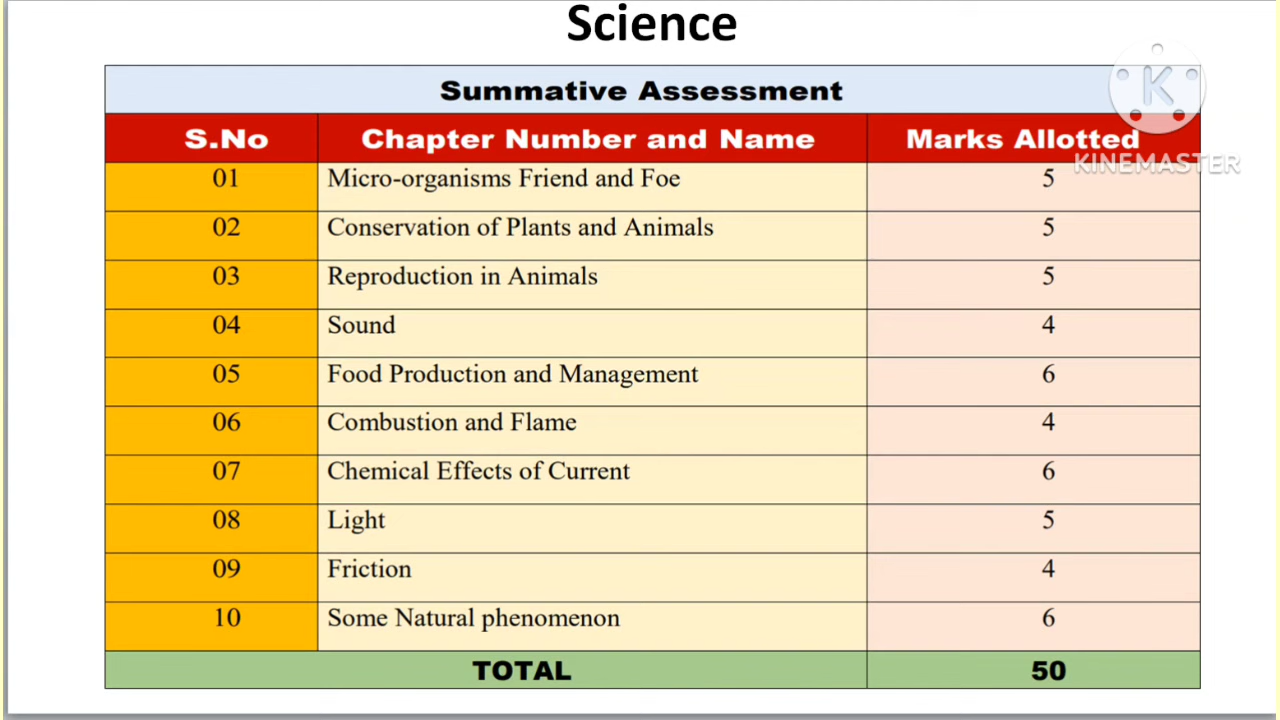 Science
Summative Assessment
S.No Chapter Number and Name Marks Allotted
KINEMASTER
01 Micro-organisms Friend and Foe 5
02 Conservation of Plants and Animals 5
03 Reproduction in Animals 5
04 Sound 4
05 Food Production and Management 6
06 Combustion and Flame 4
07 Chemical Effects of Current 6
08 Light 5
09 Friction 4
10 Some Natural phenomenon 6
TOTAL 50